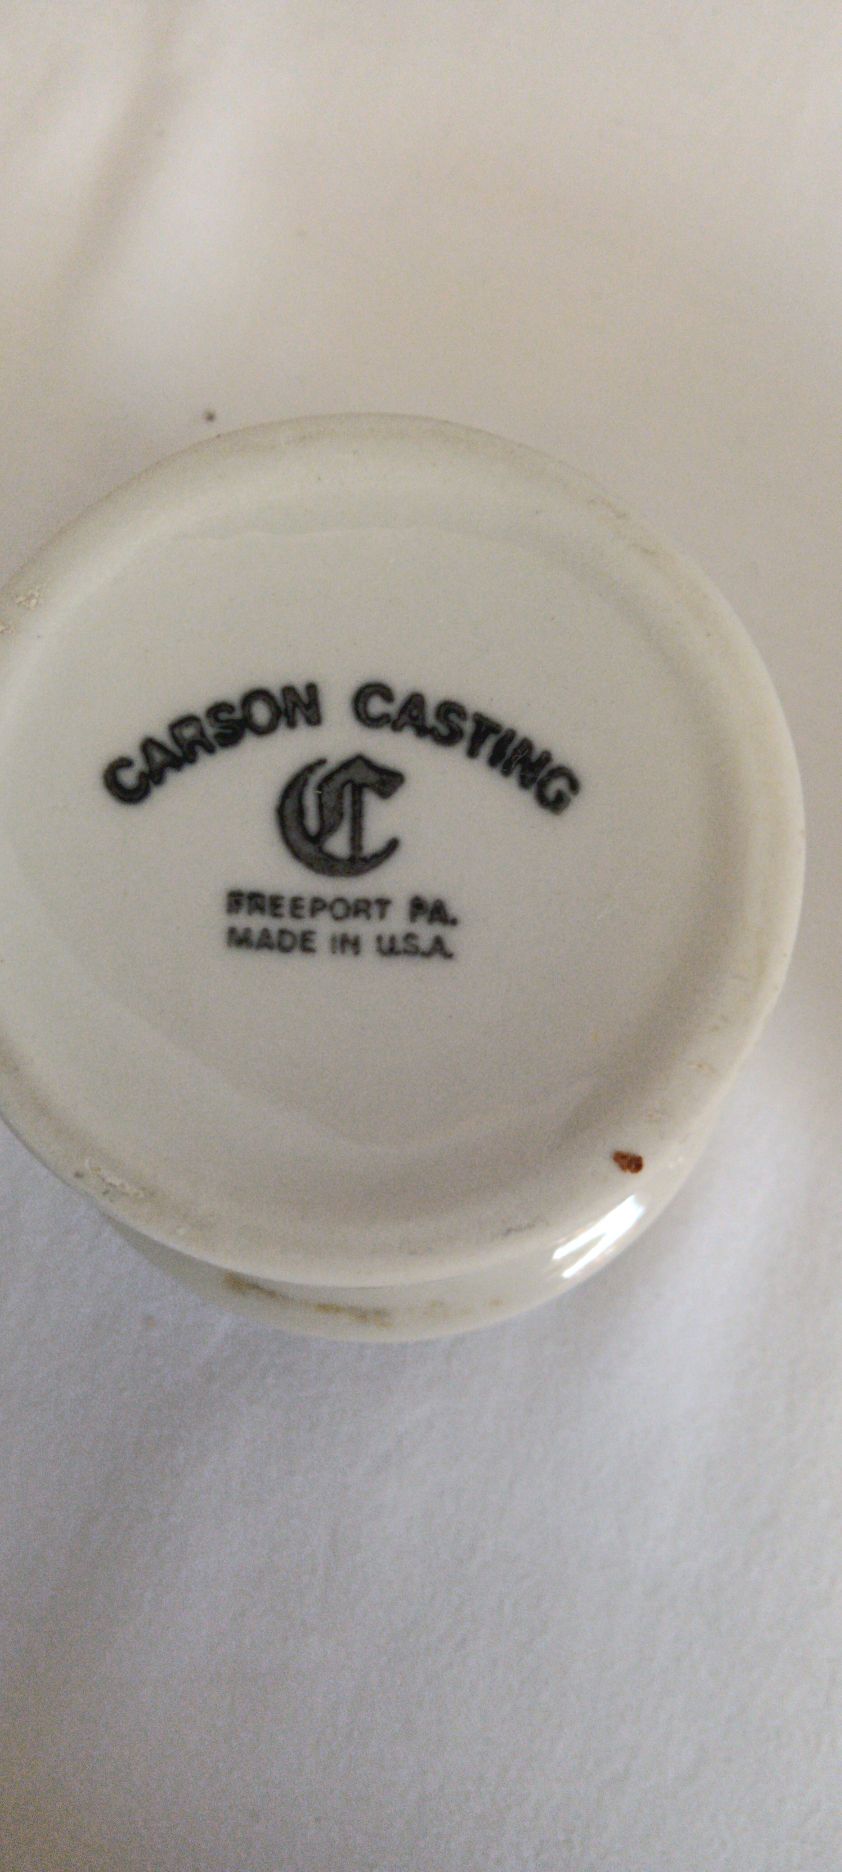 CARSON CASTING
C
FREEPORT PA.
MADE IN U.S.A.